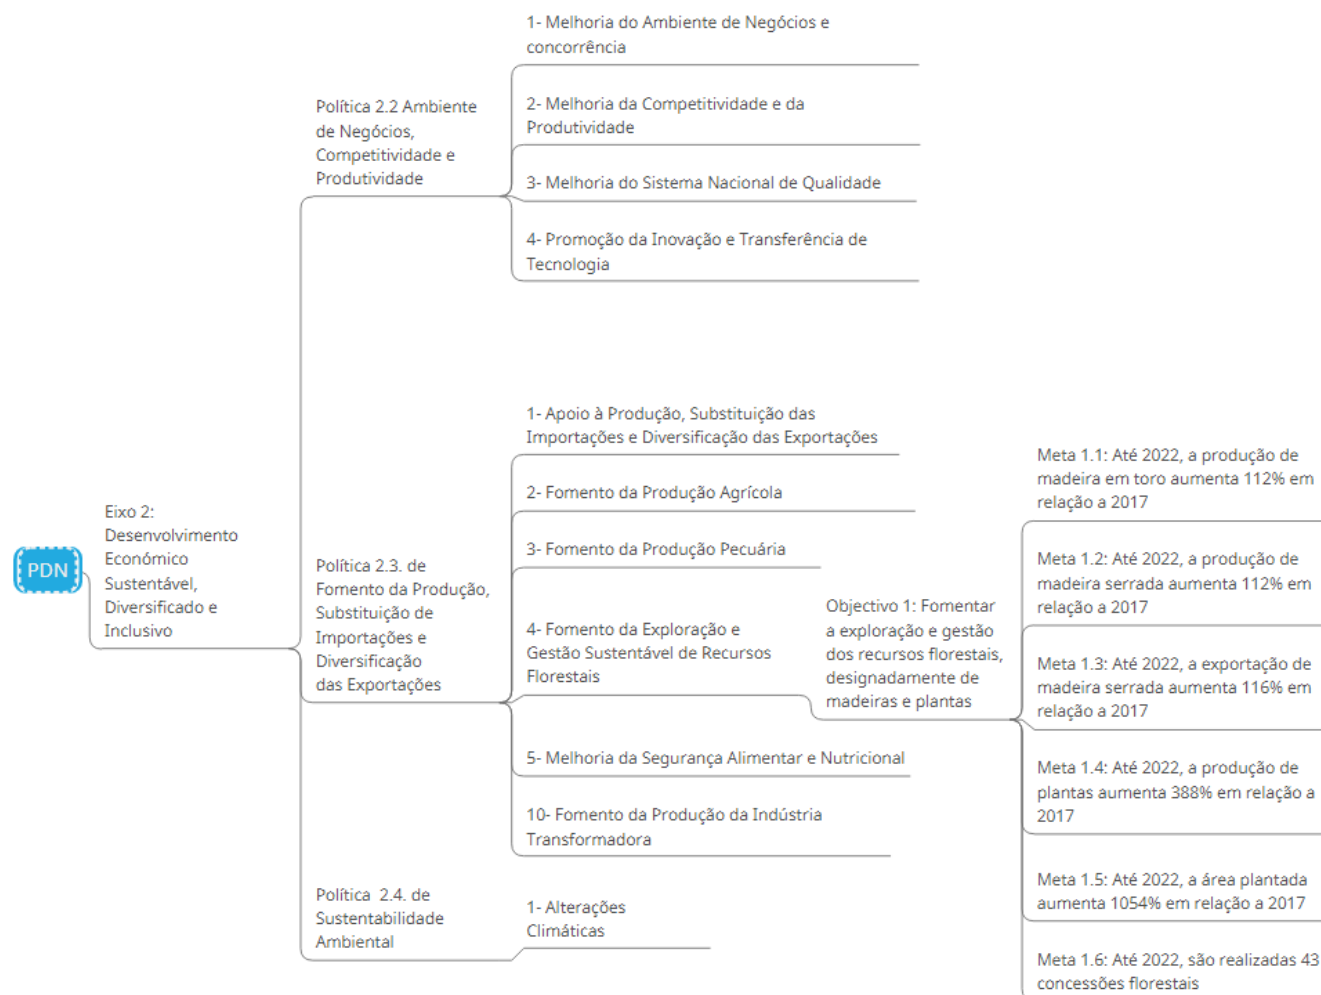 PDN
Eixo 2:
Desenvolvimento
Económico
Sustentável,
Diversificado e
Inclusivo
Política 2.2 Ambiente
de Negócios,
Competitividade e
Produtividade
1- Melhoria do Ambiente de Negócios e
concorrência
2- Melhoria da Competitividade e da
Produtividade
3- Melhoria do Sistema Nacional de Qualidade
4- Promoção da Inovação e Transferência de
Tecnologia
Política 2.3. de
Fomento da Produção,
Substituição de
Importações e
Diversificação
das Exportações
1- Apoio à Produção, Substituição das
Importações e Diversificação das Exportações
2- Fomento da Produção Agrícola
3- Fomento da Produção Pecuária
4- Fomento da Exploração e
Gestão Sustentável de Recursos
Florestais
Objectivo 1: Fomentar
a exploração e gestão
dos recursos florestais,
designadamente de
madeiras e plantas
Meta 1.1: Até 2022, a produção de
madeira em toro aumenta 112% em
relação a 2017
Meta 1.2: Até 2022, a produção de
madeira serrada aumenta 112% em
relação a 2017
Meta 1.3: Até 2022, a exportação de
madeira serrada aumenta 116% em
relação a 2017
Meta 1.4: Até 2022, a produção de
plantas aumenta 388% em relação a
2017
Meta 1.5: Até 2022, a área plantada
aumenta 1054% em relação a 2017
Meta 1.6: Até 2022, são realizadas 43
concessões florestais
5- Melhoria da Segurança Alimentar e Nutricional
10- Fomento da Produção da Indústria
Transformadora
Política  2.4. de
Sustentabilidade
Ambiental
1- Alterações
Climáticas